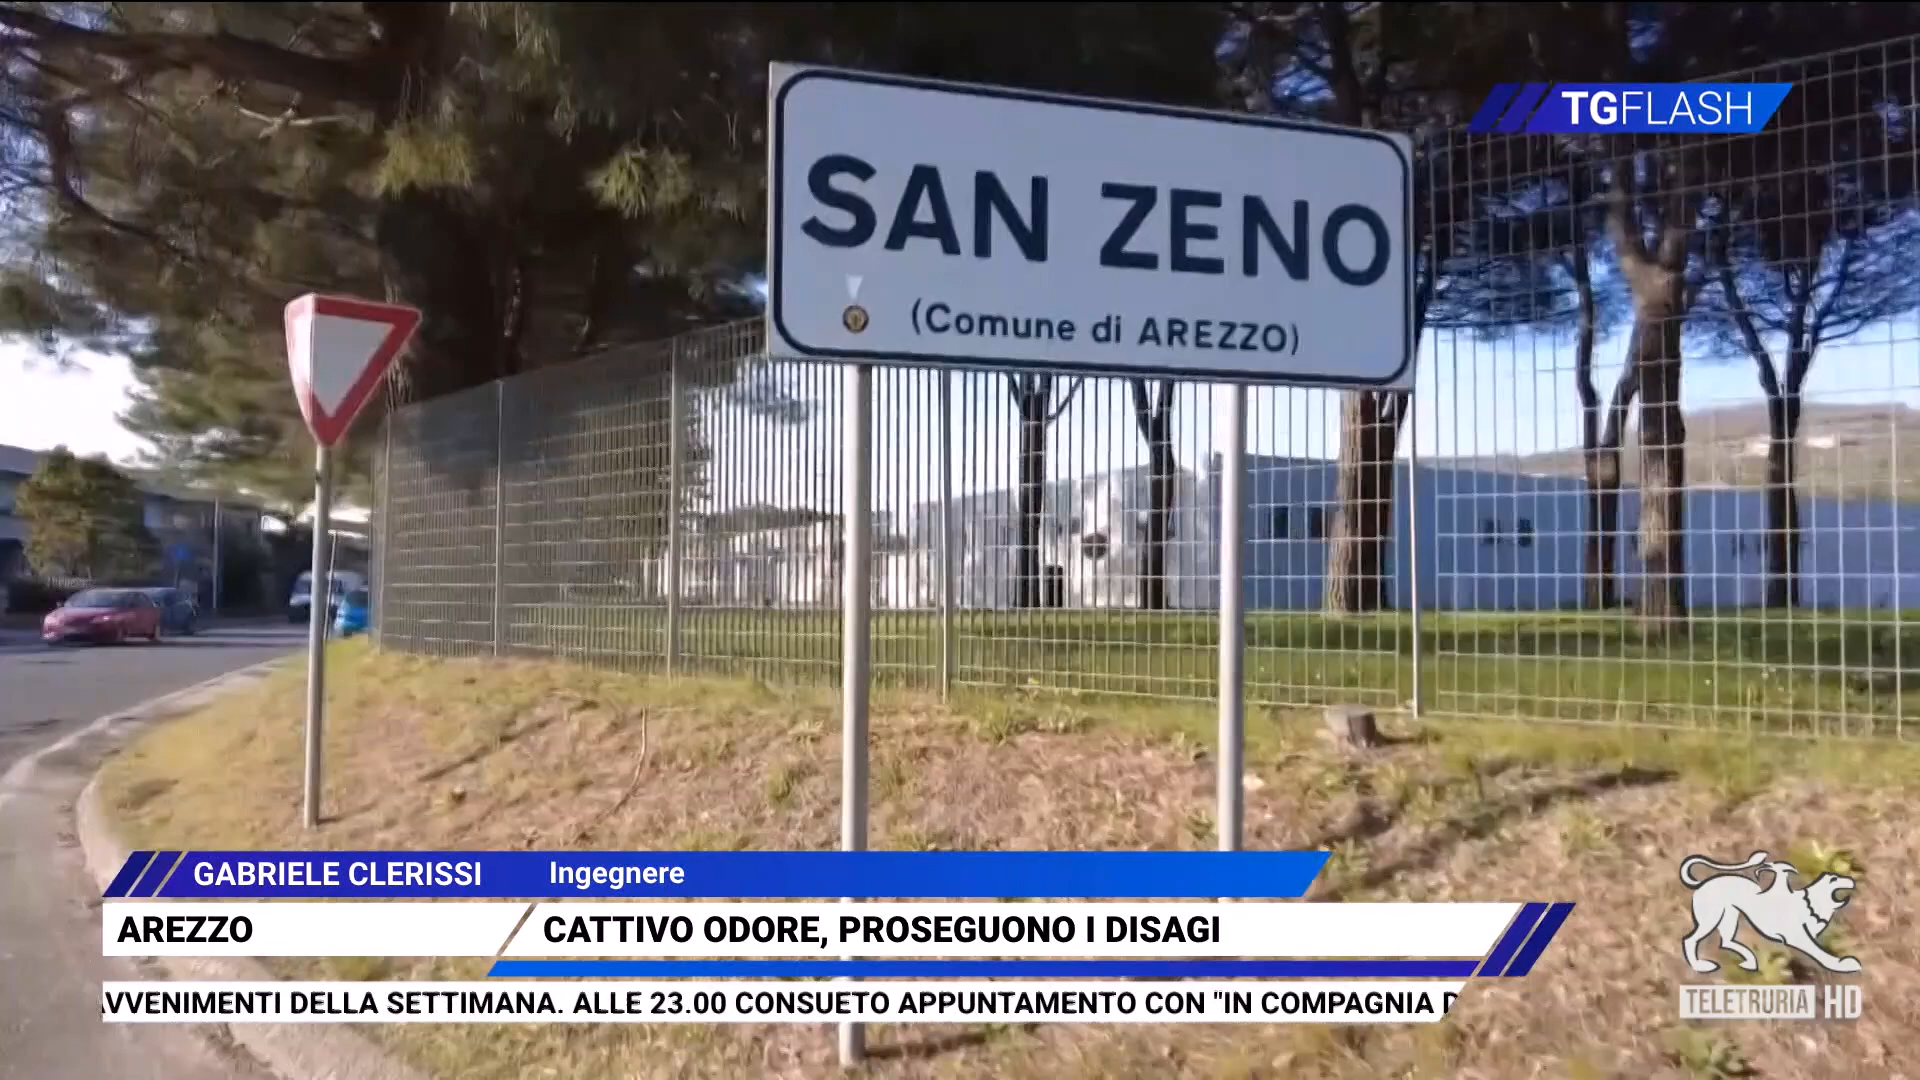 TGFLASH
SAN ZENO
(Comune di AREZZO)
GABRIELE CLERISSI Ingegnere
AREZZO CATTIVO ODORE, PROSEGUONO I DISAGI
VVENIMENTI DELLA SETTIMANA. ALLE 23.00 CONSUETO APPUNTAMENTO CON "IN COMPAGNIA D
TELETRURIA HD